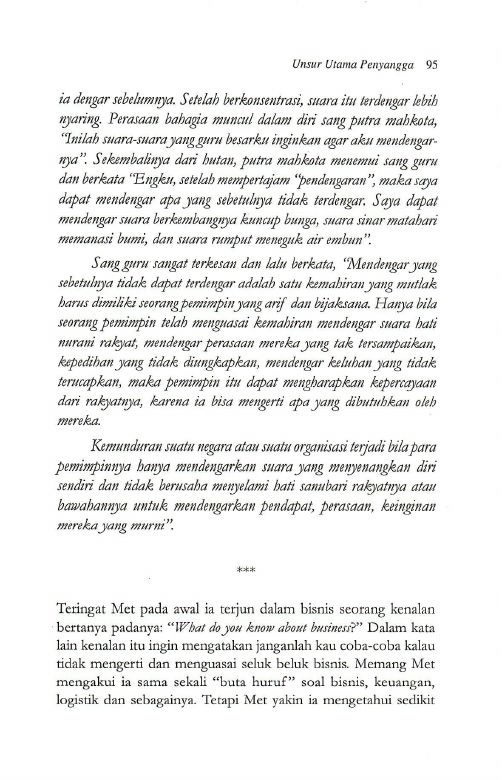 Unsur Utama Penyangga 95
ia dengar sebelumnya. Setelah berkonsentrasi, suara itu terdengar lebih
nyaring. Perasaan bahagia muncul dalam diri sang putra mahkota,
“Inilah suara-suara yang guru besarku inginkan agar aku mendengar-
nya”. Sekembalinya dari hutan, putra mahkota menemui sang guru
dan berkata “Engku, setelah mempertajam “pendengaran”, maka saya
dapat mendengar apa yang sebetulnya tidak terdengar. Saya dapat
mendengar suara berkembangnya kuncup bunga, suara sinar matahari
memanasi bumi, dan suara rumput meneguk air embun”.
Sang guru sangat terkesan dan lalu berkata, “Mendengar yang
sebetulnya tidak dapat terdengar adalah satu kemahiran yang mutlak
harus dimiliki seorang pemimpin yang arif dan bijaksana. Hanya bila
seorang pemimpin telah menguasai kemahiran mendengar suara hati
nurani rakyat, mendengar perasaan mereka yang tak tersampaikan,
kepedihan yang tidak diungkapkan, mendengar keluhan yang tidak
terucapkan, maka pemimpin itu dapat mengharapkan kepercayaan
dari rakyatnya, karena ia bisa mengerti apa yang dibutuhkan oleh
mereka.
Kemunduran suatu negara atau suatu organisasi terjadi bila para
pemimpinnya hanya mendengarkan suara yang menyenangkan diri
sendiri dan tidak berusaha menyelami hati sanubari rakyatnya atau
bawahannya untuk mendengarkan pendapat, perasaan, keinginan
mereka yang murni”.
***
Teringat Met pada awal ia terjun dalam bisnis seorang kenalan
bertanya padanya: “What do you know about business?” Dalam kata
lain kenalan itu ingin mengatakan janganlah kau coba-coba kalau
tidak mengerti dan menguasai seluk beluk bisnis. Memang Met
mengakui ia sama sekali “buta huruf” soal bisnis, keuangan,
logistik dan sebagainya. Tetapi Met yakin ia mengetahui sedikit